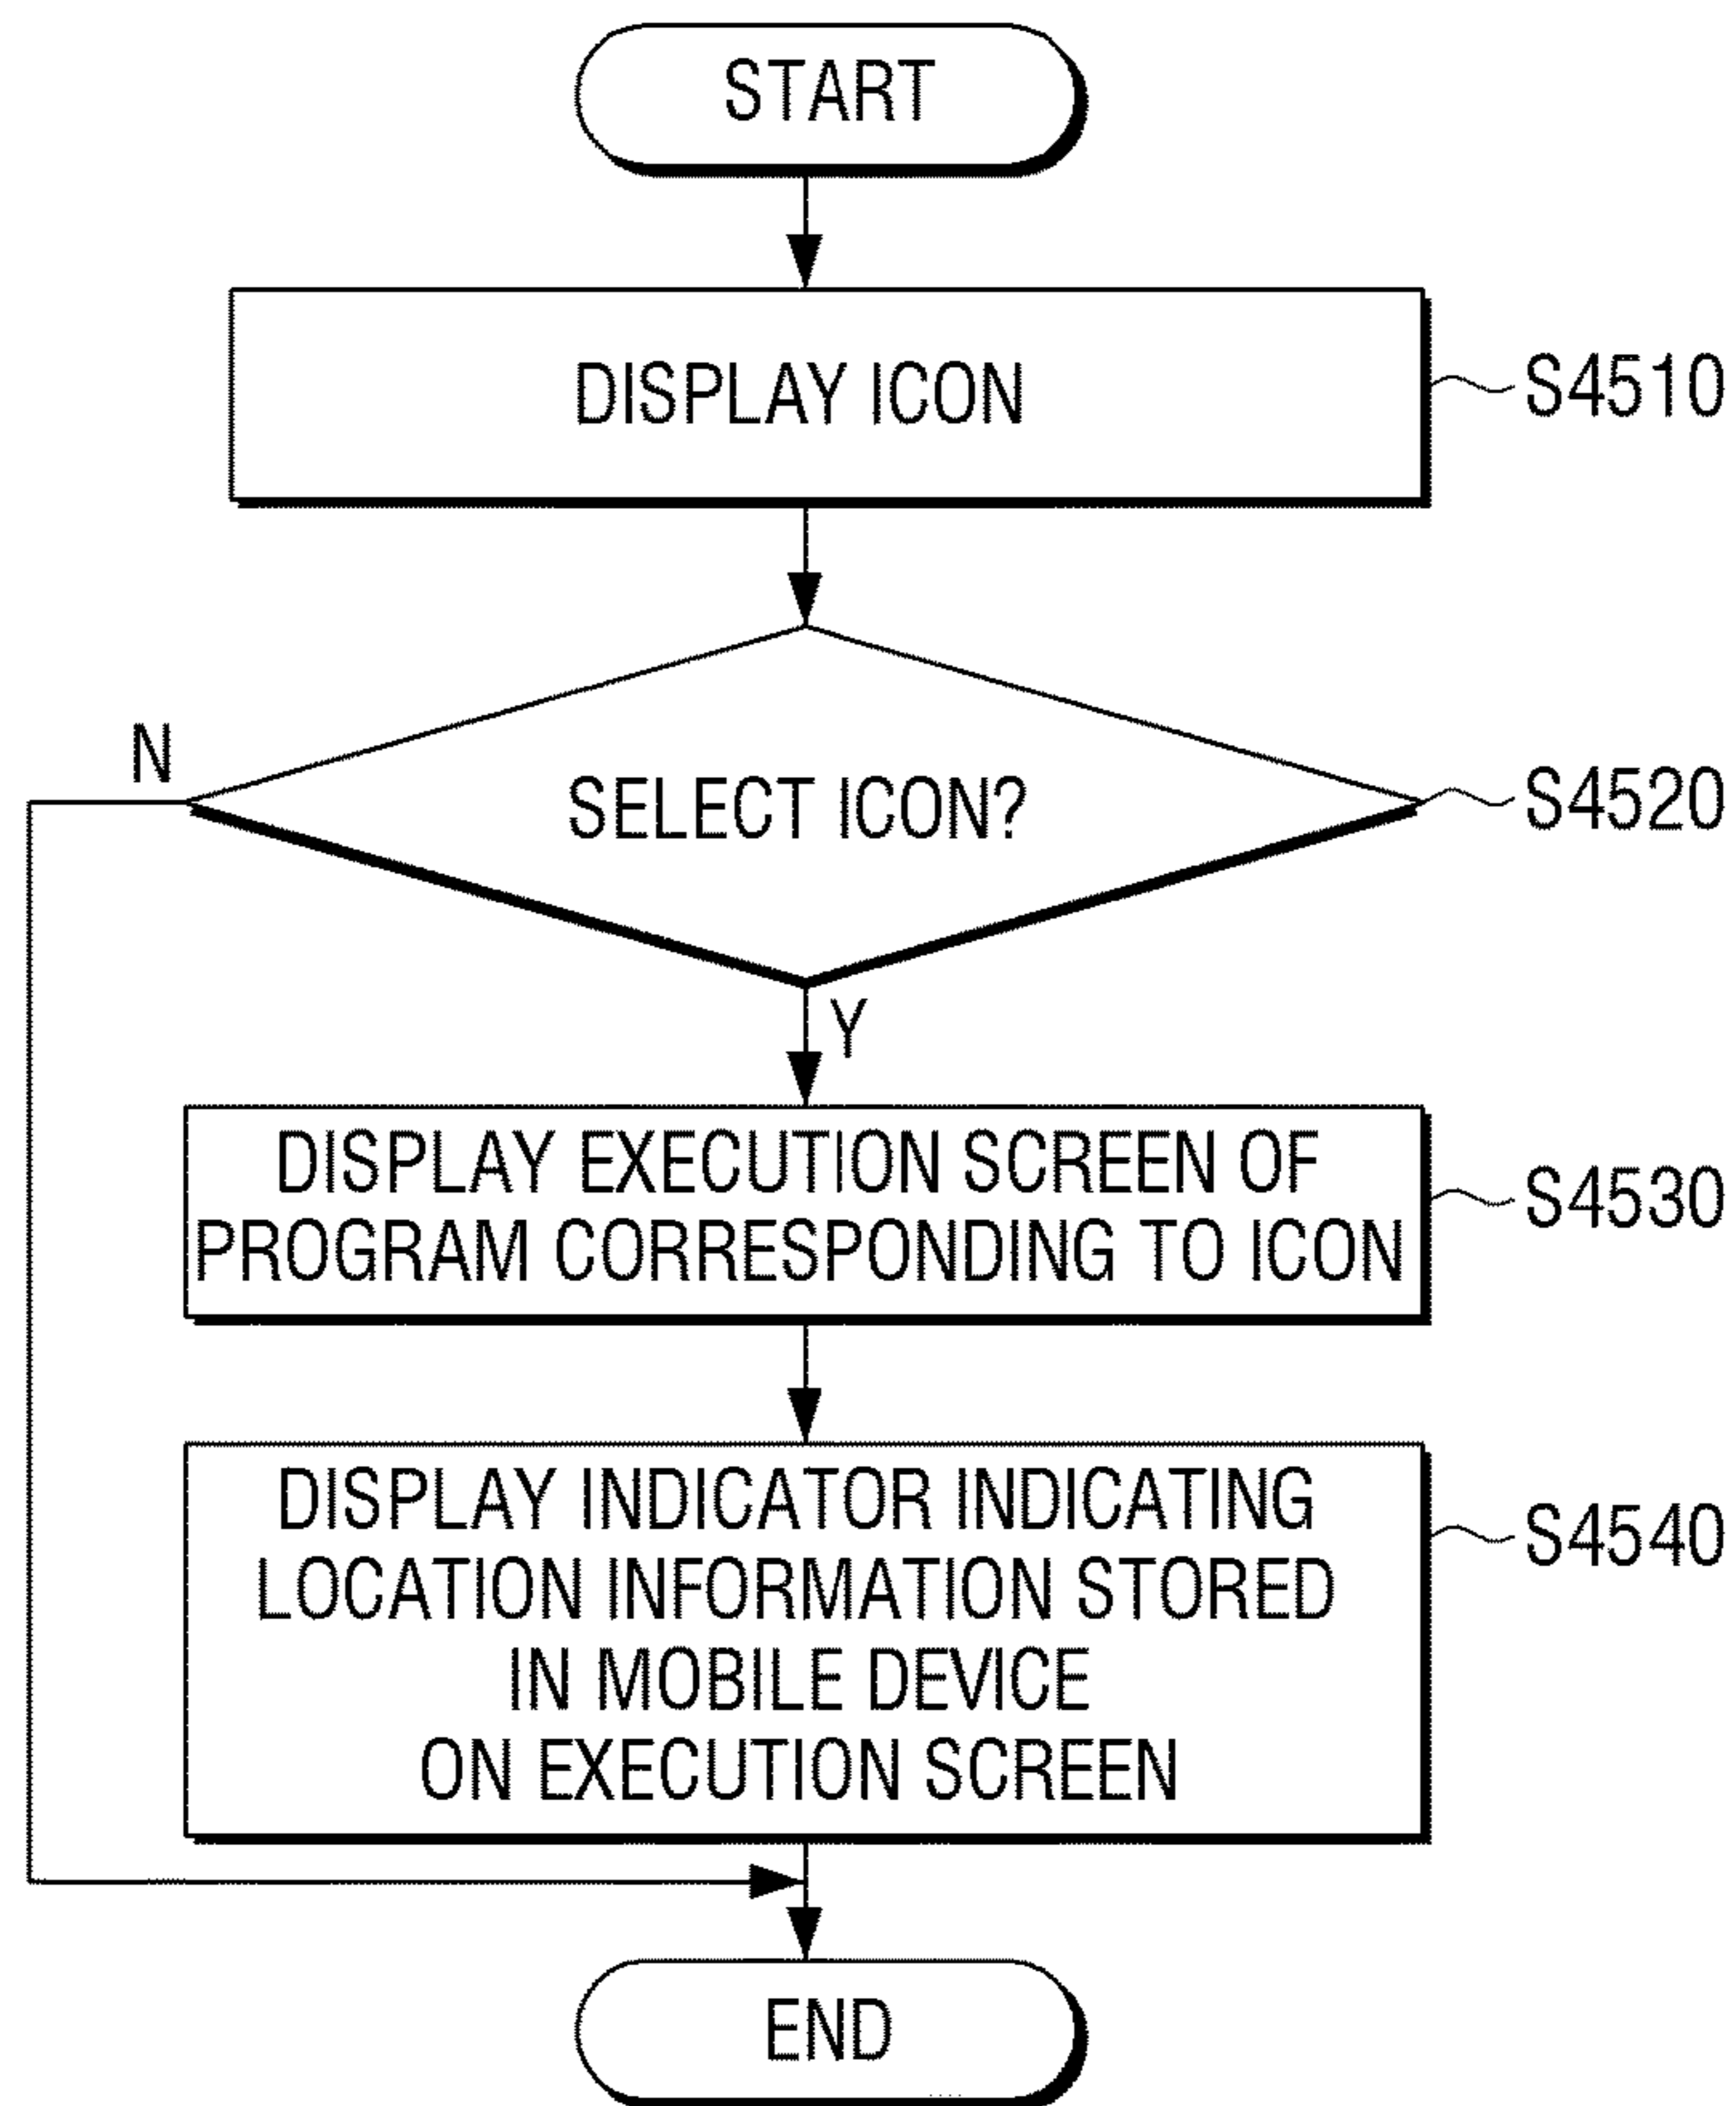 START
DISPLAY ICON
S4510
N
SELECT ICON?
S4520
Y
DISPLAY EXECUTION SCREEN OF
PROGRAM CORRESPONDING TO ICON
S4530
DISPLAY INDICATOR INDICATING
LOCATION INFORMATION STORED
IN MOBILE DEVICE
ON EXECUTION SCREEN
S4540
END